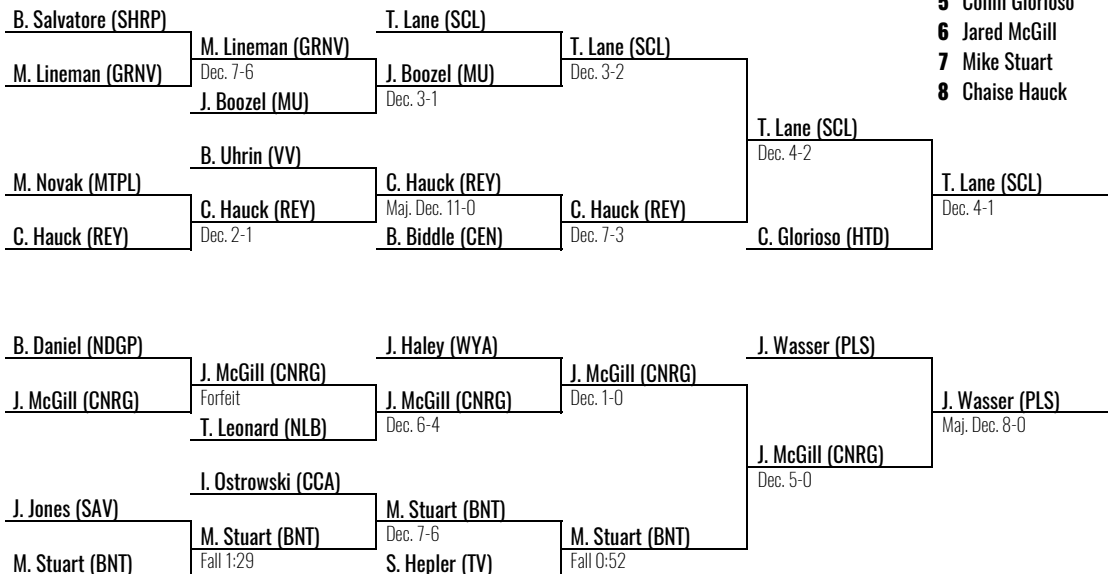 5 Collin Glorioso
6 Jared McGill
7 Mike Stuart
8 Chaise Hauck
B. Salvatore (SHRP)
M. Lineman (GRNV)
M. Novak (MTPL)
C. Hauck (REY)
M. Lineman (GRNV)
Dec. 7-6
J. Boozel (MU)
B. Uhrin (VV)
C. Hauck (REY)
Dec. 2-1
T. Lane (SCL)
J. Boozel (MU)
Dec. 3-1
C. Hauck (REY)
Maj. Dec. 11-0
B. Biddle (CEN)
T. Lane (SCL)
Dec. 3-2
C. Hauck (REY)
Dec. 7-3
T. Lane (SCL)
Dec. 4-2
C. Glorioso (HTD)
T. Lane (SCL)
Dec. 4-1
B. Daniel (NDGP)
J. McGill (CNRG)
J. Jones (SAV)
M. Stuart (BNT)
J. McGill (CNRG)
Forfeit
T. Leonard (NLB)
I. Ostrowski (CCA)
M. Stuart (BNT)
Fall 1:29
J. Haley (WYA)
J. McGill (CNRG)
Dec. 6-4
M. Stuart (BNT)
Dec. 7-6
S. Hepler (TV)
J. McGill (CNRG)
Dec. 1-0
M. Stuart (BNT)
Fall 0:52
J. Wasser (PLS)
J. McGill (CNRG)
Dec. 5-0
J. Wasser (PLS)
Maj. Dec. 8-0